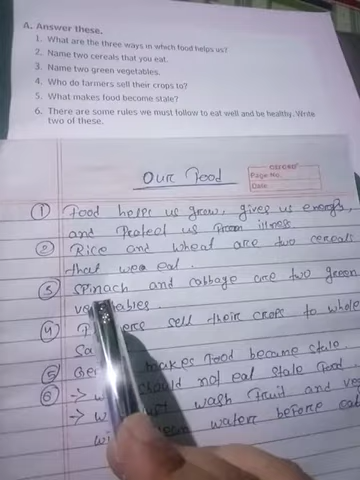 A. Answer these.
1. What are the three ways in which food helps us?
2. Name two cereals that you eat.
3. Name two green vegetables.
4. Who do farmers sell their crops to?
5. What makes food become stale?
6. There are some rules we must follow to eat well and be healthy. Write
two of these.
OXFORD
Page No.
Date
Our Food
① Food helps us grow, gives us energy,
and Protect us from illness.
② Rice and wheat are two cereals
that we eat.
③ Spinach and cabbage are two green
④ sell their crops to whole
⑤ makes food become stale.
⑥ → should not eat stale food
→ wash fruit and
water before eat